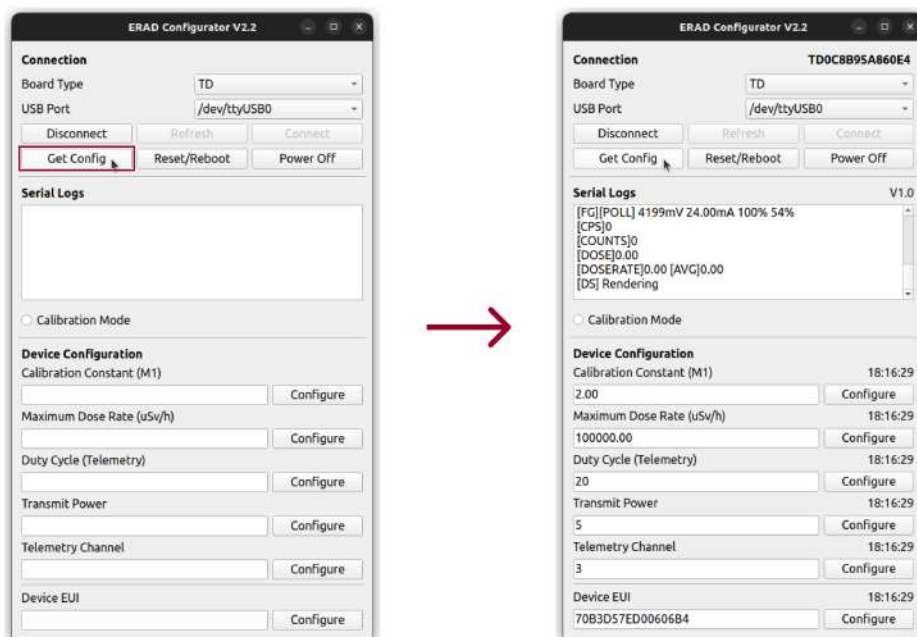 ERAD Configurator V2.2
Connection
Board Type TD
USB Port /dev/ttyUSB0
Disconnect Refresh Connect
Get Config Reset/Reboot Power Off
Serial Logs
Calibration Mode
Device Configuration
Calibration Constant (M1)
Configure
Maximum Dose Rate (uSv/h)
Configure
Duty Cycle (Telemetry)
Configure
Transmit Power
Configure
Telemetry Channel
Configure
Device EUI
Configure
ERAD Configurator V2.2
Connection TD0C8B95A860E4
Board Type TD
USB Port /dev/ttyUSB0
Disconnect Refresh Connect
Get Config Reset/Reboot Power Off
Serial Logs V1.0
[FG][POLL] 4199mV 24.00mA 100% 54%
[CPS]0
[COUNTS]0
[DOSE]0.00
[DOSERATE]0.00 [AVG]0.00
[DS] Rendering
Calibration Mode
Device Configuration
Calibration Constant (M1) 18:16:29
2.00 Configure
Maximum Dose Rate (uSv/h) 18:16:29
100000.00 Configure
Duty Cycle (Telemetry) 18:16:29
20 Configure
Transmit Power 18:16:29
5 Configure
Telemetry Channel 18:16:29
3 Configure
Device EUI 18:16:29
70B3D57ED00606B4 Configure